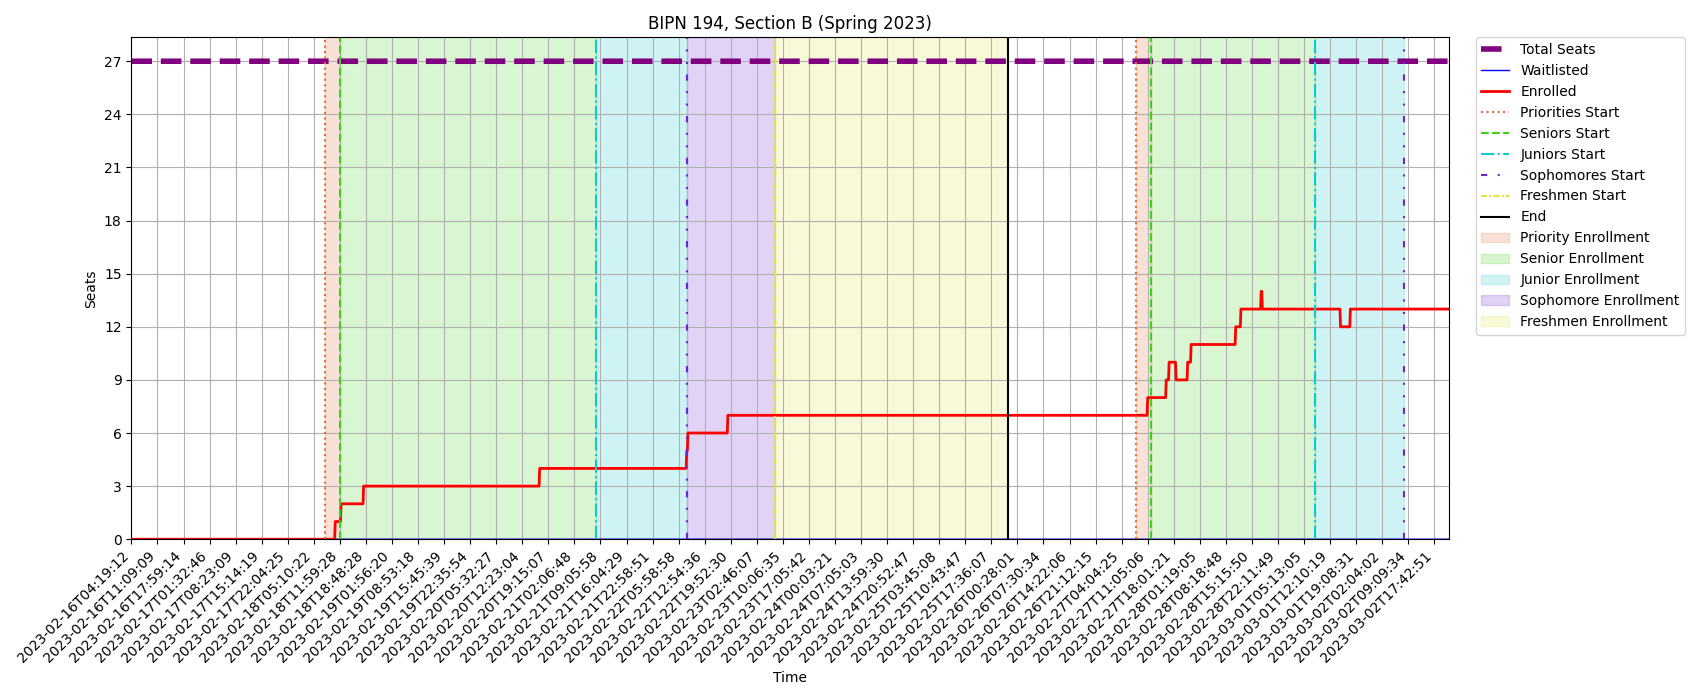 BIPN 194, Section B (Spring 2023)
Seats
27
24
21
18
15
12
9
6
3
0
2023-02-16T04:19:12
2023-02-16T11:09:09
2023-02-16T17:59:14
2023-02-17T01:32:46
2023-02-17T08:23:09
2023-02-17T15:14:19
2023-02-17T22:04:25
2023-02-18T05:10:22
2023-02-18T11:59:28
2023-02-18T18:48:28
2023-02-19T01:56:20
2023-02-19T08:53:18
2023-02-19T15:45:39
2023-02-19T22:35:54
2023-02-20T05:32:27
2023-02-20T12:23:04
2023-02-20T19:15:07
2023-02-21T02:06:48
2023-02-21T09:05:58
2023-02-21T16:04:29
2023-02-21T22:58:51
2023-02-22T05:58:58
2023-02-22T12:54:36
2023-02-22T19:52:30
2023-02-23T02:46:07
2023-02-23T10:06:35
2023-02-23T17:05:42
2023-02-24T00:03:21
2023-02-24T07:05:03
2023-02-24T13:59:30
2023-02-24T20:52:47
2023-02-25T03:45:08
2023-02-25T10:43:47
2023-02-25T17:36:07
2023-02-26T00:28:01
2023-02-26T07:30:34
2023-02-26T14:22:06
2023-02-26T21:12:15
2023-02-27T04:04:25
2023-02-27T11:05:06
2023-02-27T18:01:21
2023-02-28T01:19:05
2023-02-28T08:18:48
2023-02-28T15:15:50
2023-02-28T22:11:49
2023-03-01T05:13:05
2023-03-01T12:10:19
2023-03-01T19:08:31
2023-03-02T02:04:02
2023-03-02T09:09:34
2023-03-02T17:42:51
Time
Total Seats
Waitlisted
Enrolled
Priorities Start
Seniors Start
Juniors Start
Sophomores Start
Freshmen Start
End
Priority Enrollment
Senior Enrollment
Junior Enrollment
Sophomore Enrollment
Freshmen Enrollment